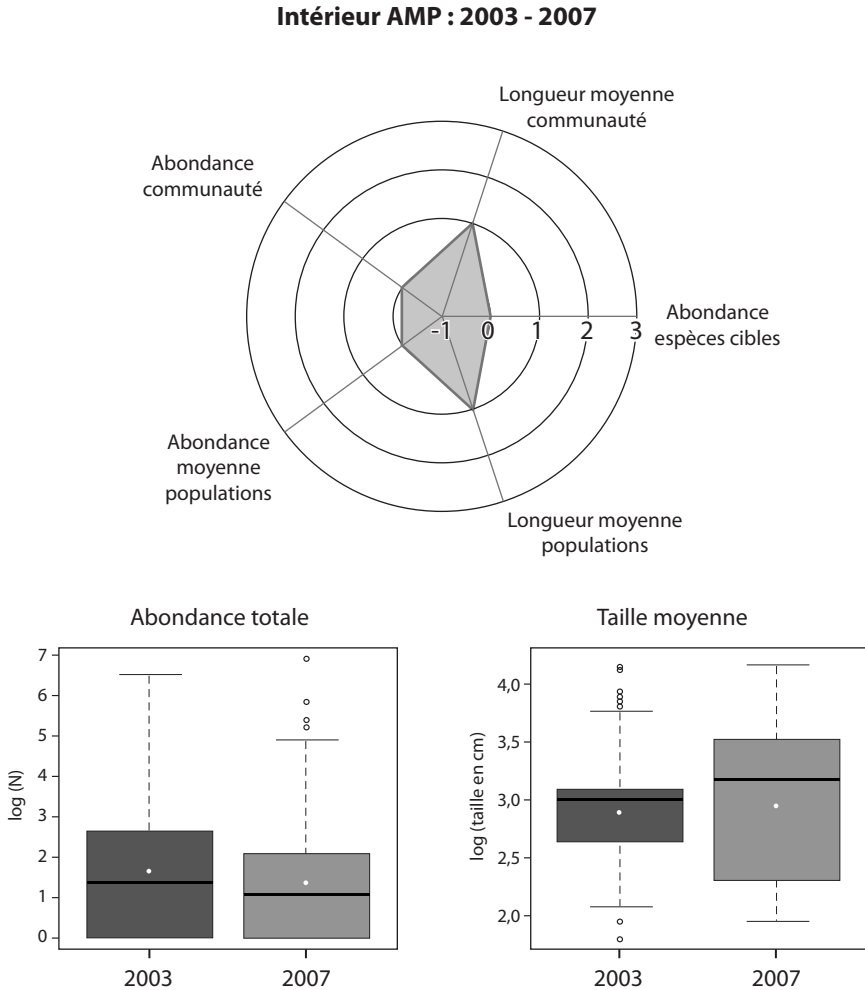 Intérieur AMP : 2003 - 2007
Longueur moyenne
communauté
Abondance
communauté
-1 0 1 2 3
Abondance
espèces cibles
Abondance
moyenne
populations
Longueur moyenne
populations
Abondance totale
log (N)
7
6
5
4
3
2
1
0
2003 2007
Taille moyenne
log (taille en cm)
4,0
3,5
3,0
2,5
2,0
2003 2007